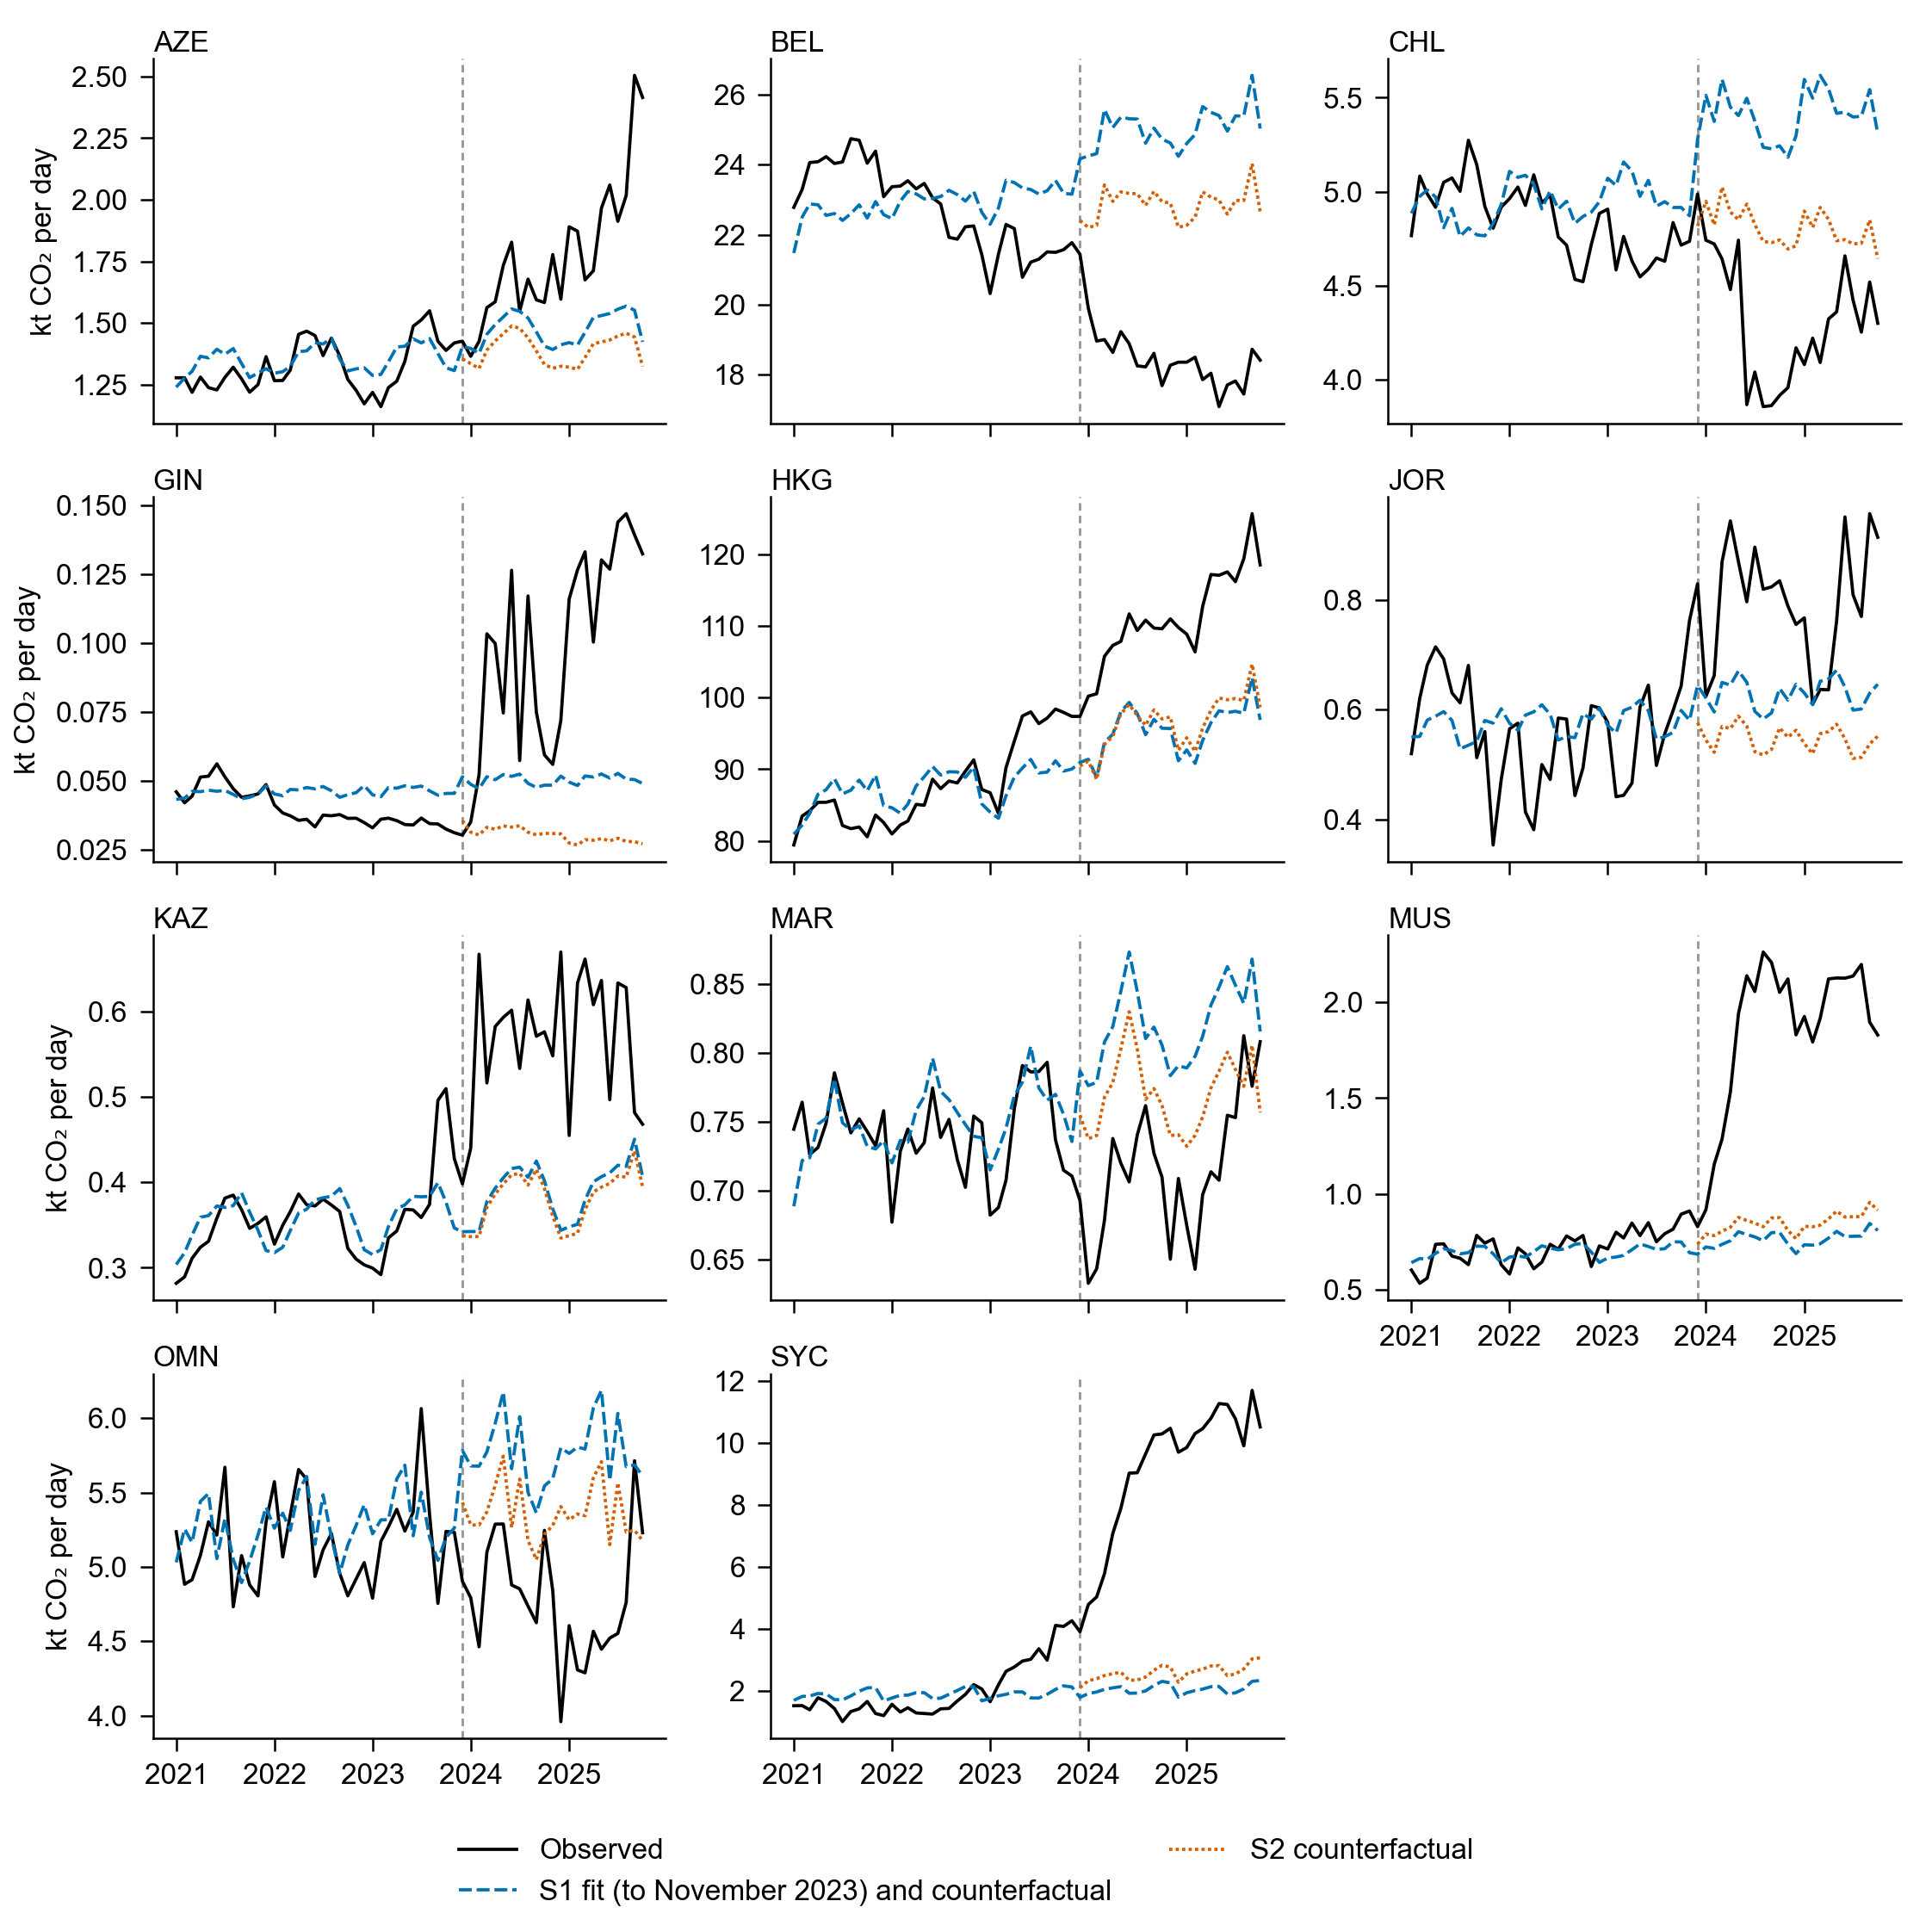 AZE
BEL
CHL
kt CO₂ per day
2.50
2.25
2.00
1.75
1.50
1.25
26
24
22
20
18
5.5
5.0
4.5
4.0
GIN
HKG
JOR
kt CO₂ per day
0.150
0.125
0.100
0.075
0.050
0.025
120
110
100
90
80
0.8
0.6
0.4
KAZ
MAR
MUS
kt CO₂ per day
0.6
0.5
0.4
0.3
0.85
0.80
0.75
0.70
0.65
2.0
1.5
1.0
0.5
2021 2022 2023 2024 2025
OMN
SYC
kt CO₂ per day
6.0
5.5
5.0
4.5
4.0
12
10
8
6
4
2
2021 2022 2023 2024 2025
2021 2022 2023 2024 2025
Observed
S2 counterfactual
S1 fit (to November 2023) and counterfactual